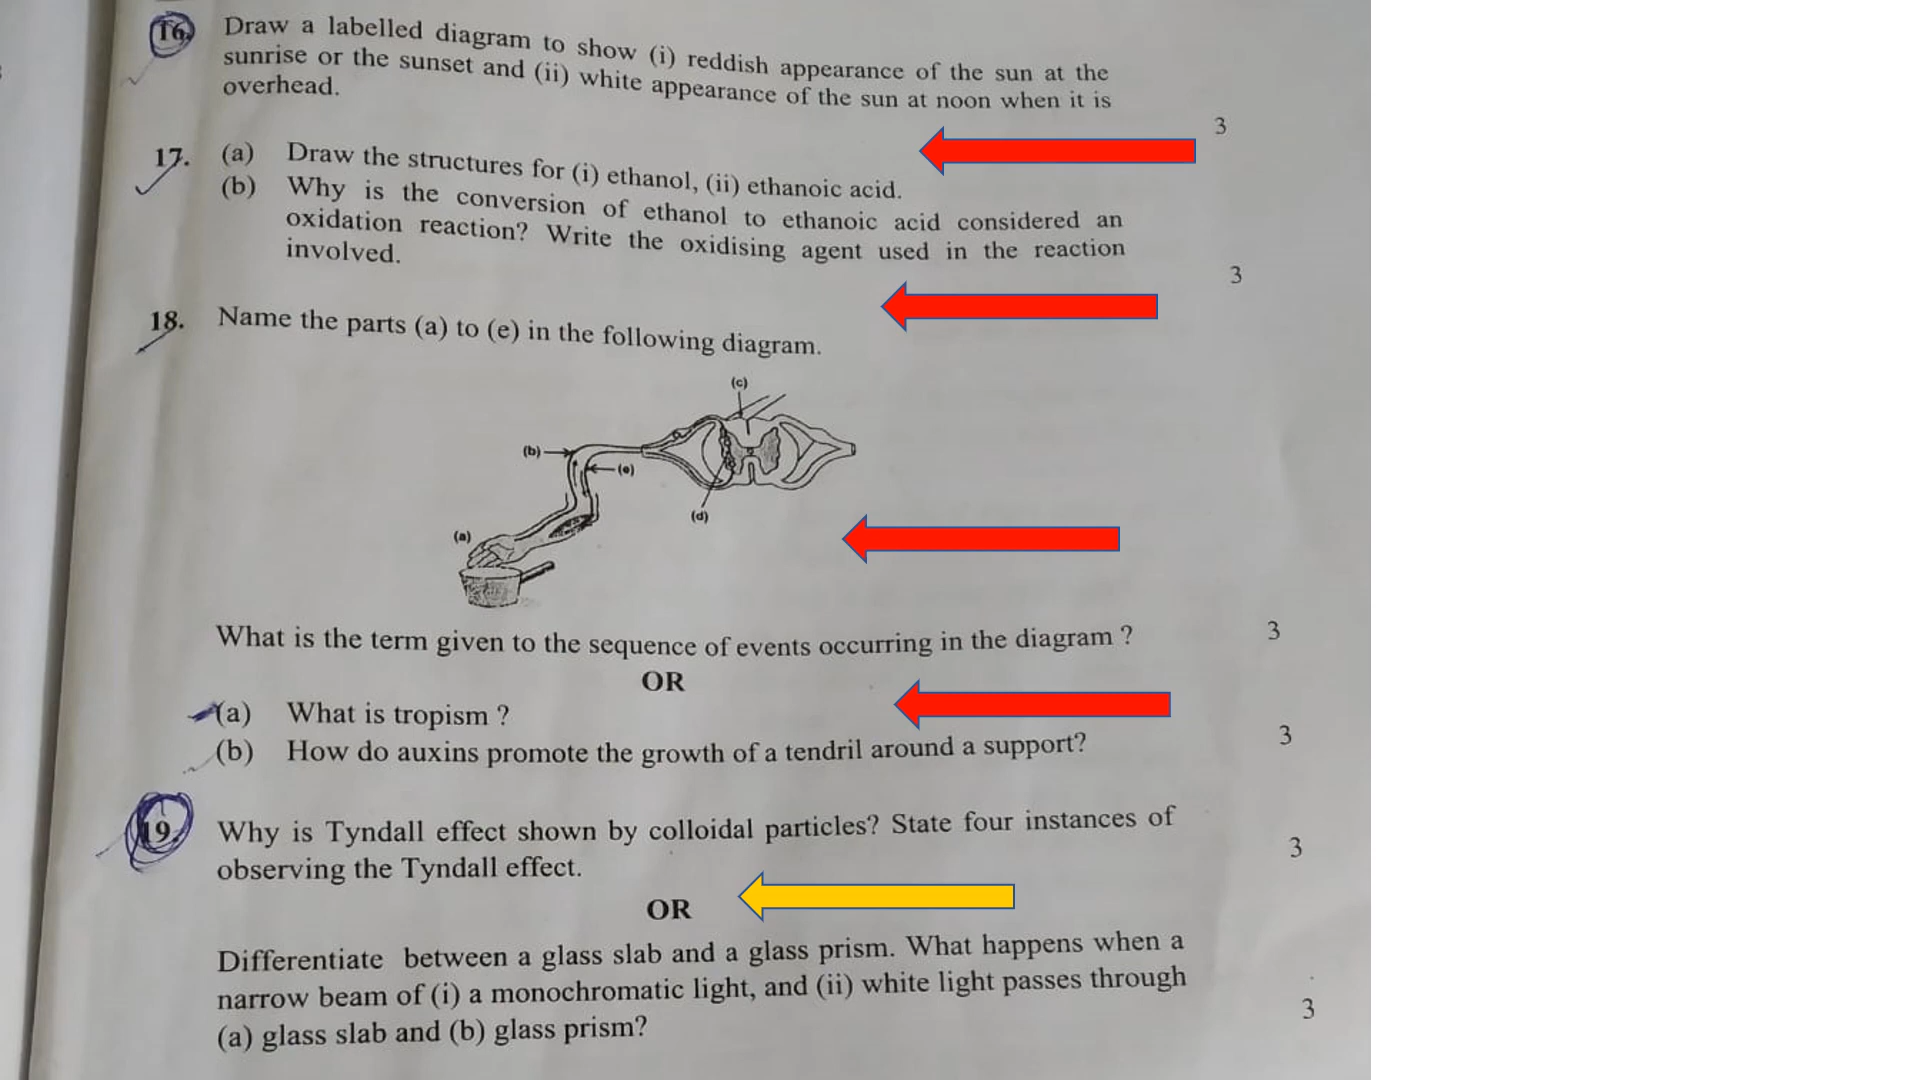 16. Draw a labelled diagram to show (i) reddish appearance of the sun at the
sunrise or the sunset and (ii) white appearance of the sun at noon when it is
overhead.
3
17. (a) Draw the structures for (i) ethanol, (ii) ethanoic acid.
(b) Why is the conversion of ethanol to ethanoic acid considered an
oxidation reaction? Write the oxidising agent used in the reaction
involved.
3
18. Name the parts (a) to (e) in the following diagram.
(c)
(b)
(e)
(d)
(a)
What is the term given to the sequence of events occurring in the diagram ? 3
OR
(a) What is tropism ?
(b) How do auxins promote the growth of a tendril around a support? 3
19. Why is Tyndall effect shown by colloidal particles? State four instances of
observing the Tyndall effect. 3
OR
Differentiate between a glass slab and a glass prism. What happens when a
narrow beam of (i) a monochromatic light, and (ii) white light passes through
(a) glass slab and (b) glass prism? 3